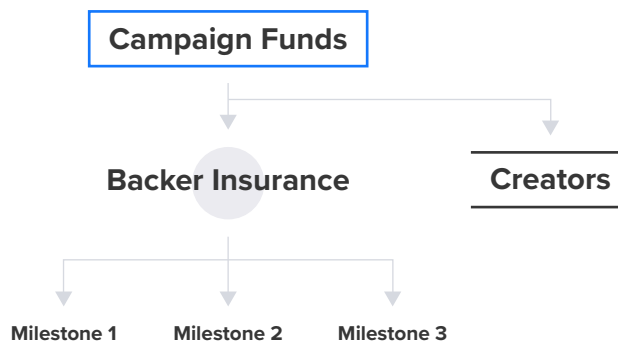 Campaign Funds
Backer Insurance
Creators
Milestone 1
Milestone 2
Milestone 3